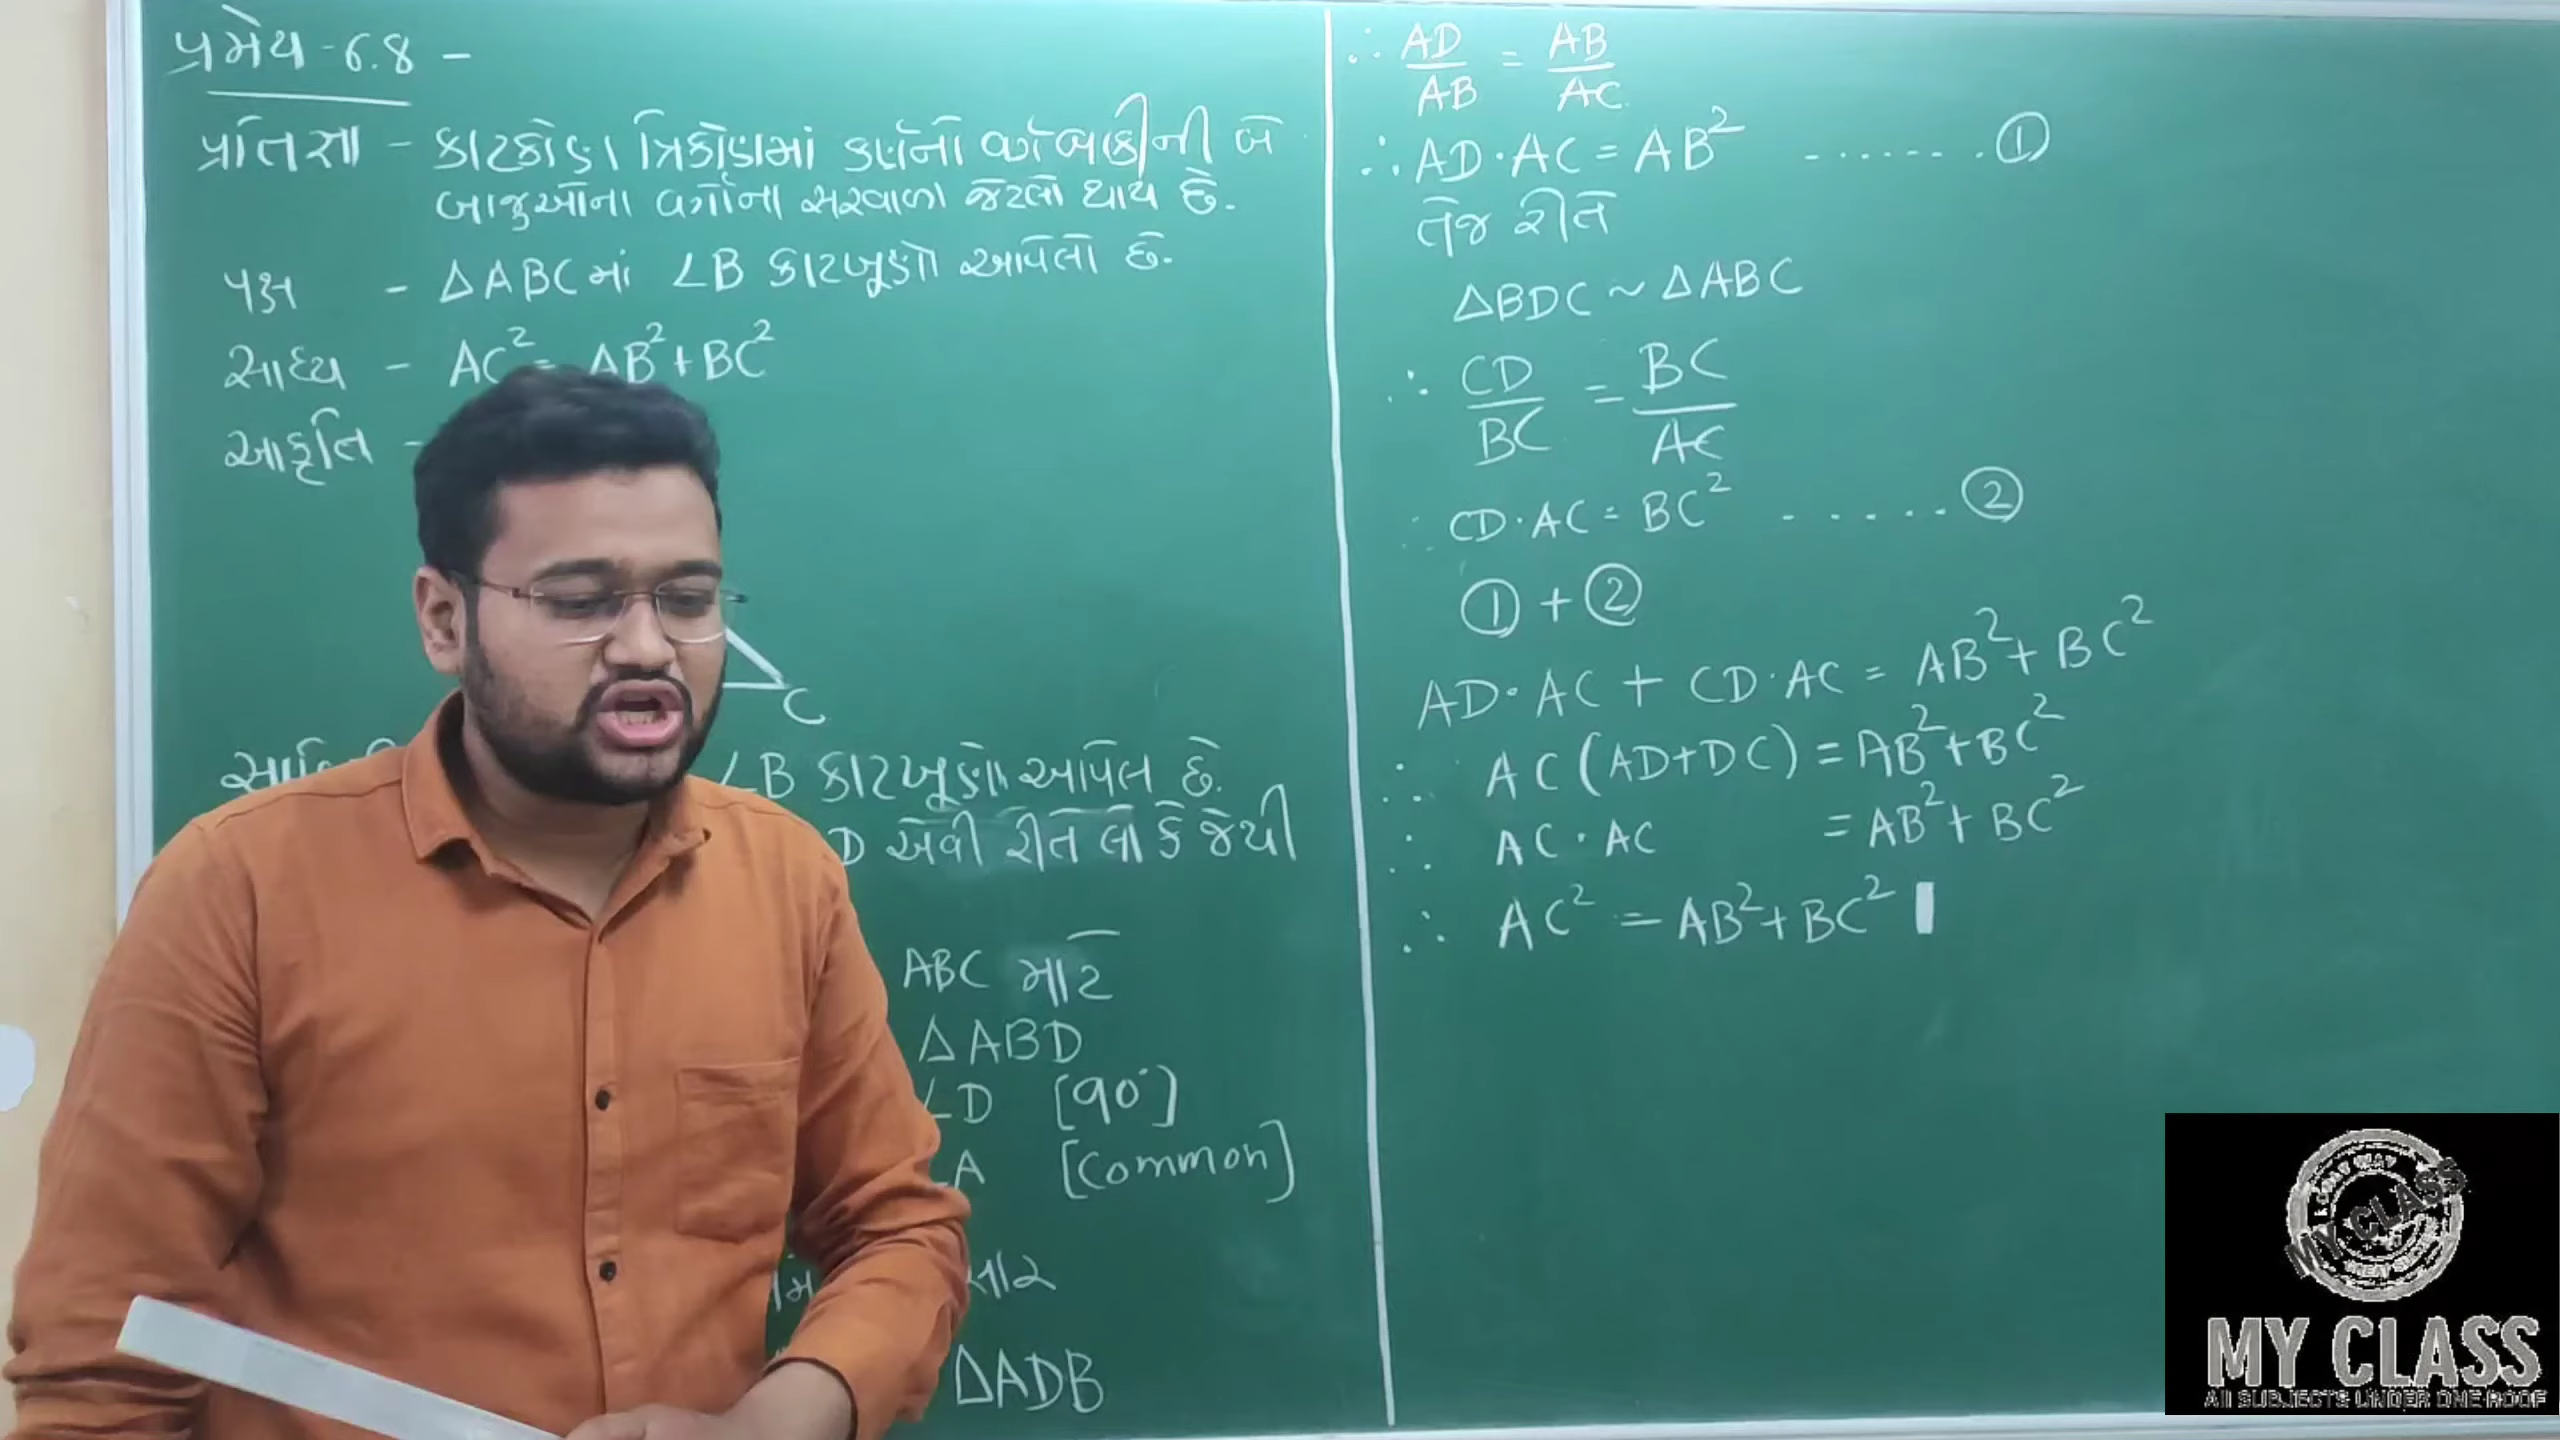 પ્રમેય - 6.8 -
પ્રતિજ્ઞા - કાટકોણ ત્રિકોણમાં કર્ણનો બાકીની બે
બાજુઓના વર્ગોના સરવાળા જેટલો થાય છે.
પક્ષ - ΔABC માં ∠B કાટખૂણો આપેલો છે.
સાધ્ય - AC² = AB² + BC²
આકૃતિ -
C
∠B કાટખૂણો આપેલ છે.
D એવી રીતે લો કે જેથી
ABC માટે
ΔABD
∠D [90°]
∠A [Common]
ΔADB
∴ AD/AB = AB/AC
∴ AD·AC = AB² ....... ①
તેજ રીતે
ΔBDC ~ ΔABC
∴ CD/BC = BC/AC
∴ CD·AC = BC² ...... ②
① + ②
AD·AC + CD·AC = AB² + BC²
∴ AC(AD+DC) = AB² + BC²
∴ AC·AC = AB² + BC²
∴ AC² = AB² + BC²
MY CLASS
MY CLASS
All SUBJECTS UNDER ONE ROOF